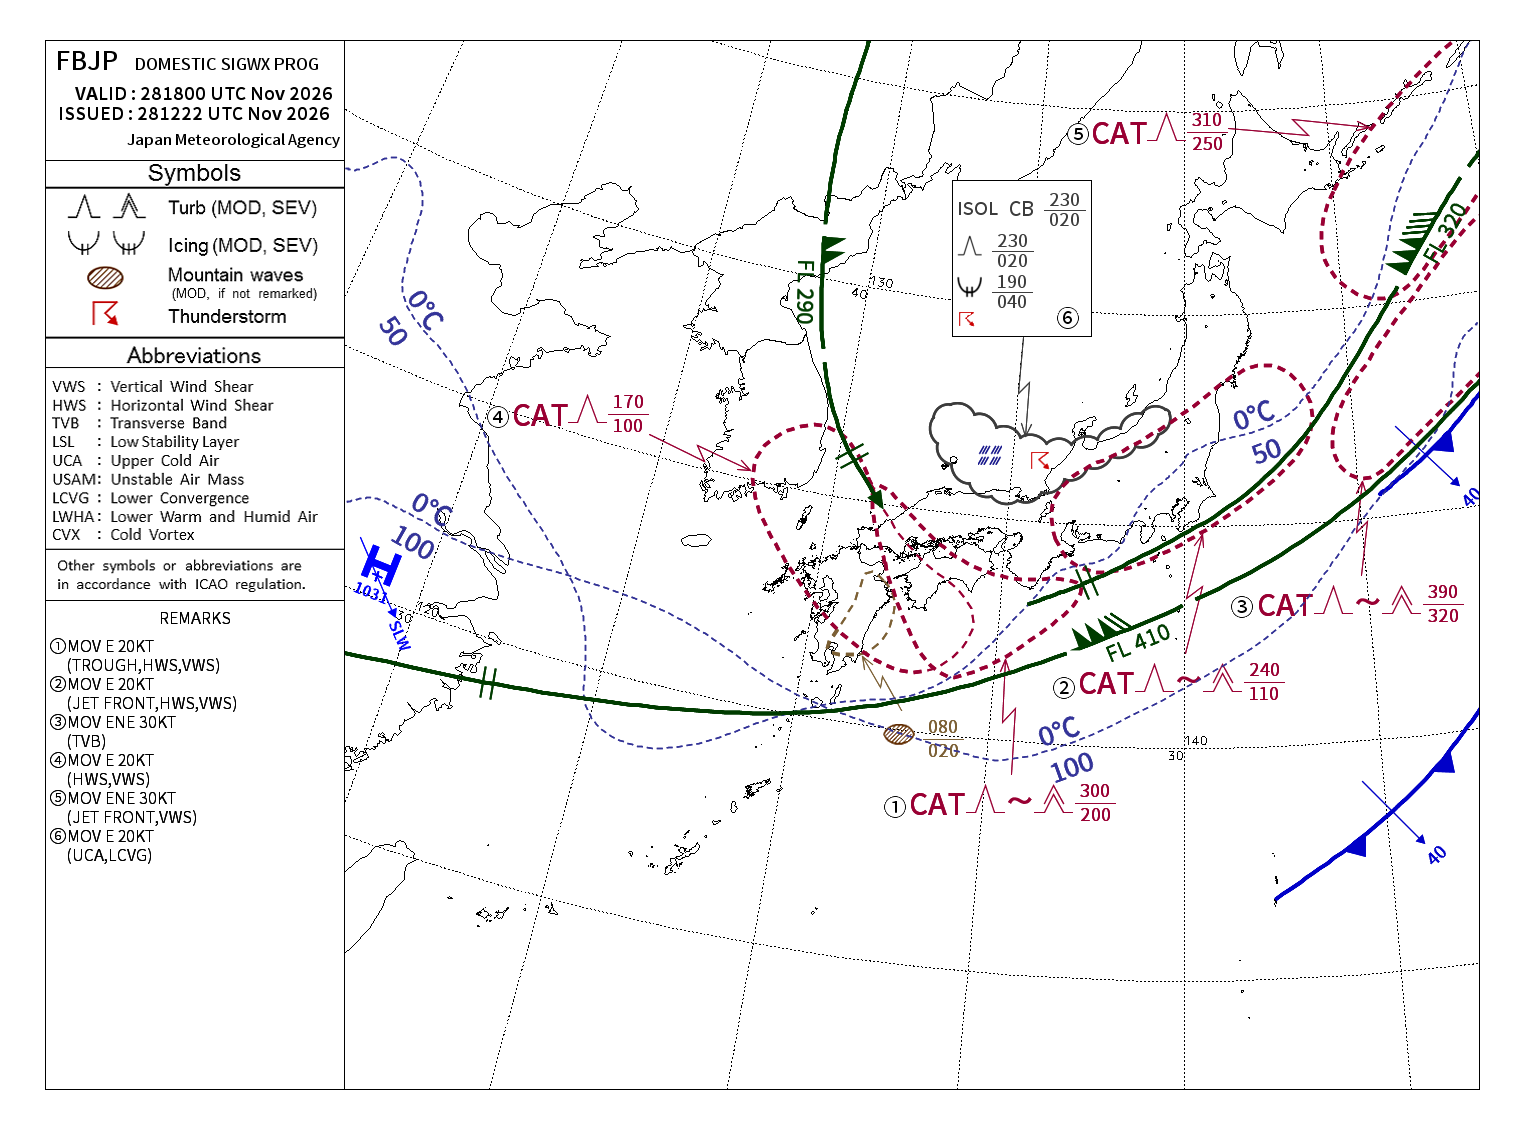 FBJP DOMESTIC SIGWX PROG
VALID : 281800 UTC Nov 2026
ISSUED : 281222 UTC Nov 2026
Japan Meteorological Agency
Symbols
Turb (MOD, SEV)
Icing (MOD, SEV)
Mountain waves
(MOD, if not remarked)
Thunderstorm
Abbreviations
VWS : Vertical Wind Shear
HWS : Horizontal Wind Shear
TVB : Transverse Band
LSL : Low Stability Layer
UCA : Upper Cold Air
USAM : Unstable Air Mass
LCVG : Lower Convergence
LWHA : Lower Warm and Humid Air
CVX : Cold Vortex
Other symbols or abbreviations are
in accordance with ICAO regulation.
REMARKS
①MOV E 20KT
(TROUGH,HWS,VWS)
②MOV E 20KT
(JET FRONT,HWS,VWS)
③MOV ENE 30KT
(TVB)
④MOV E 20KT
(HWS,VWS)
⑤MOV ENE 30KT
(JET FRONT,VWS)
⑥MOV E 20KT
(UCA,LCVG)
⑤CAT 310
250
ISOL CB 230
020
230
020
190
040
⑥
FL 320
FL 290
40
130
0°C
50
④CAT 170
100
0°C
50
40
0°C
100
H
1031
SLW
30
120
③CAT ~ 390
320
FL 410
②CAT ~ 240
110
080
020
0°C
100
140
30
①CAT ~ 300
200
40